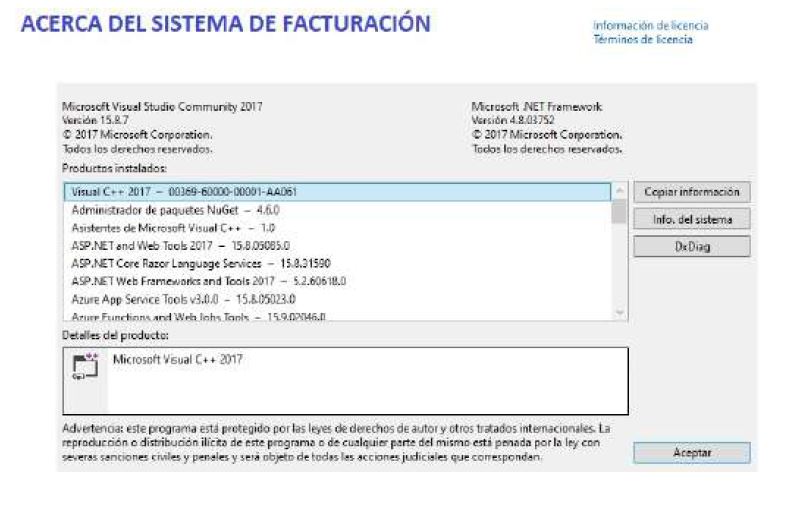 ACERCA DEL SISTEMA DE FACTURACIÓN
Información de licencia
Términos de licencia
Microsoft Visual Studio Community 2017
Versión 15.8.7
© 2017 Microsoft Corporation.
Todos los derechos reservados.
Microsoft .NET Framework
Versión 4.8.03752
© 2017 Microsoft Corporation.
Todos los derechos reservados.
Productos instalados:
Visual C++ 2017 – 00369-60000-00001-AA061
Administrador de paquetes NuGet – 4.6.0
Asistentes de Microsoft Visual C++ – 1.0
ASP.NET and Web Tools 2017 – 15.8.05085.0
ASP.NET Core Razor Language Services – 15.8.31590
ASP.NET Web Frameworks and Tools 2017 – 5.2.60618.0
Azure App Service Tools v3.0.0 – 15.8.05023.0
Azure Functions and Web Jobs Tools – 15.9.02046.0
Copiar información
Info. del sistema
DxDiag
Detalles del producto:
Microsoft Visual C++ 2017
Advertencia: este programa está protegido por las leyes de derechos de autor y otros tratados internacionales. La
reproducción o distribución ilícita de este programa o de cualquier parte del mismo está penada por la ley con
severas sanciones civiles y penales y será objeto de todas las acciones judiciales que correspondan.
Aceptar